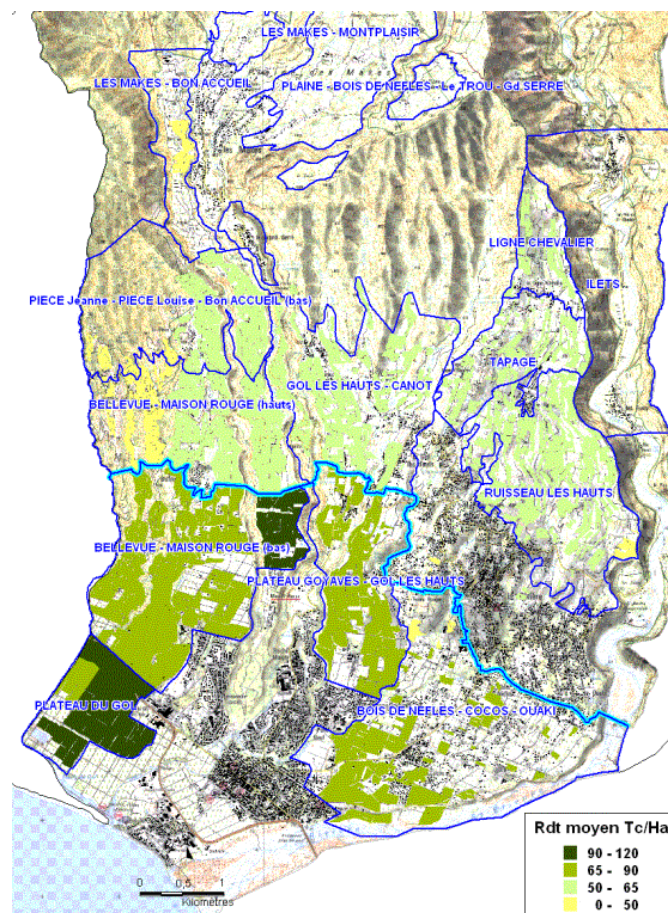 LES MAKES - MONTPLAISIR
LES MAKES - BON ACCUEIL
PLAINE - BOIS DE NEFLES - Le TROU - Gd SERRE
LIGNE CHEVALIER
ILETS
PIECE Jeanne - PIECE Louise - Bon ACCUEIL (bas)
TAPAGE
GOL LES HAUTS - CANOT
BELLEVUE - MAISON ROUGE (hauts)
RUISSEAU LES HAUTS
BELLEVUE - MAISON ROUGE (bas)
PLATEAU GOYAVES - GOL LES HAUTS
PLATEAU DU GOL
BOIS DE NEFLES - COCOS - OUAKI
Rdt moyen Tc/Ha
90 - 120
65 - 90
50 - 65
0 - 50
0 0,5 1
Kilomètres